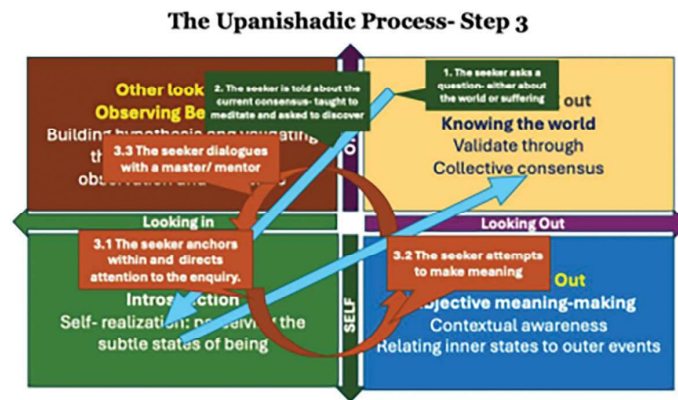 The Upanishadic Process- Step 3
Other look
Observing Be
Building hypothesis and validating
th
observation and
2. The seeker is told about the
current consensus- taught to
meditate and asked to discover
1. The seeker asks a
question- either about
the world or suffering
out
Knowing the world
Validate through
Collective consensus
3.3 The seeker dialogues
with a master/ mentor
Looking in
Looking Out
3.1 The seeker anchors
within and directs
attention to the enquiry.
3.2 The seeker attempts
to make meaning
Self- realization: perceiving the
subtle states of being
SELF
Out
bjective meaning-making
Contextual awareness
Relating inner states to outer events